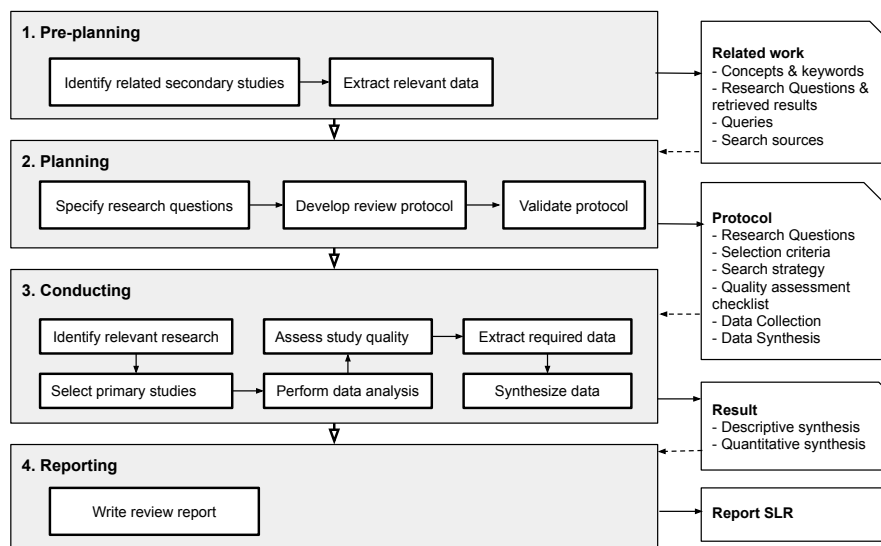 1. Pre-planning
Identify related secondary studies
Extract relevant data
Related work
- Concepts & keywords
- Research Questions &
retrieved results
- Queries
- Search sources
2. Planning
Specify research questions
Develop review protocol
Validate protocol
Protocol
- Research Questions
- Selection criteria
- Search strategy
- Quality assessment
checklist
- Data Collection
- Data Synthesis
3. Conducting
Identify relevant research
Assess study quality
Extract required data
Select primary studies
Perform data analysis
Synthesize data
Result
- Descriptive synthesis
- Quantitative synthesis
4. Reporting
Write review report
Report SLR